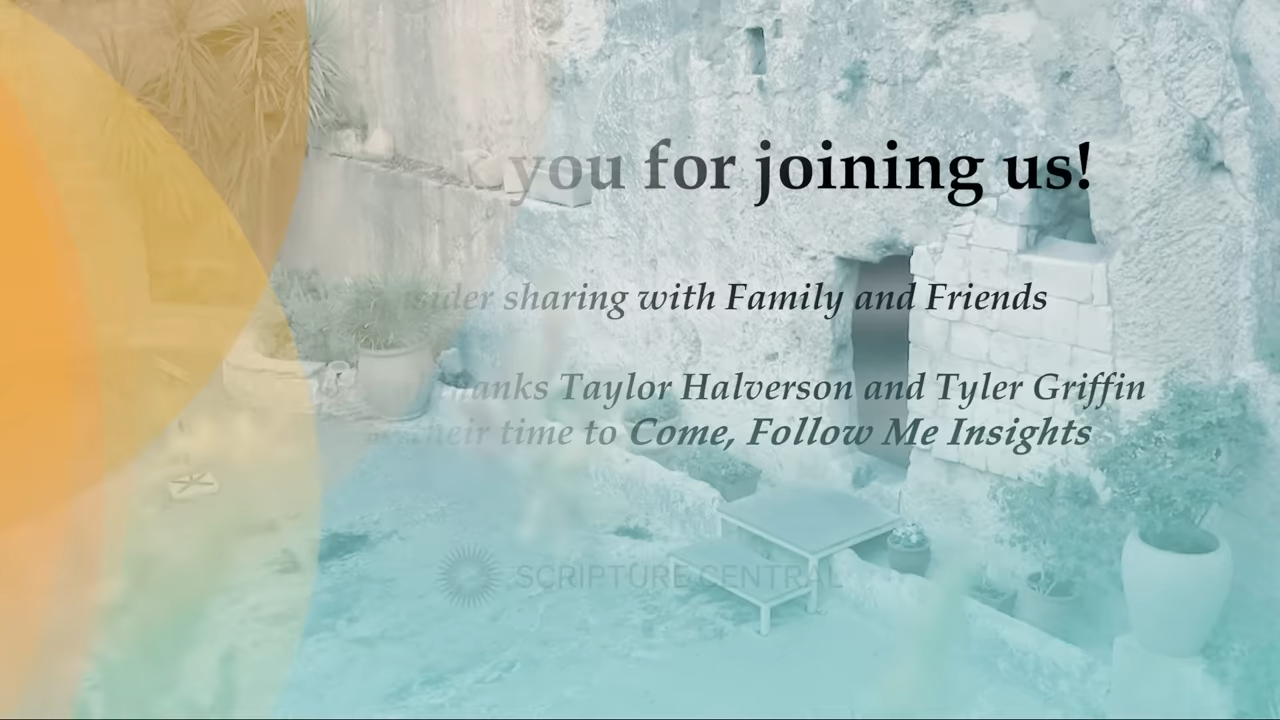 you for joining us!
sharing with Family and Friends
Taylor Halverson and Tyler Griffin
their time to Come, Follow Me Insights
SCRIPTURE CENTRAL